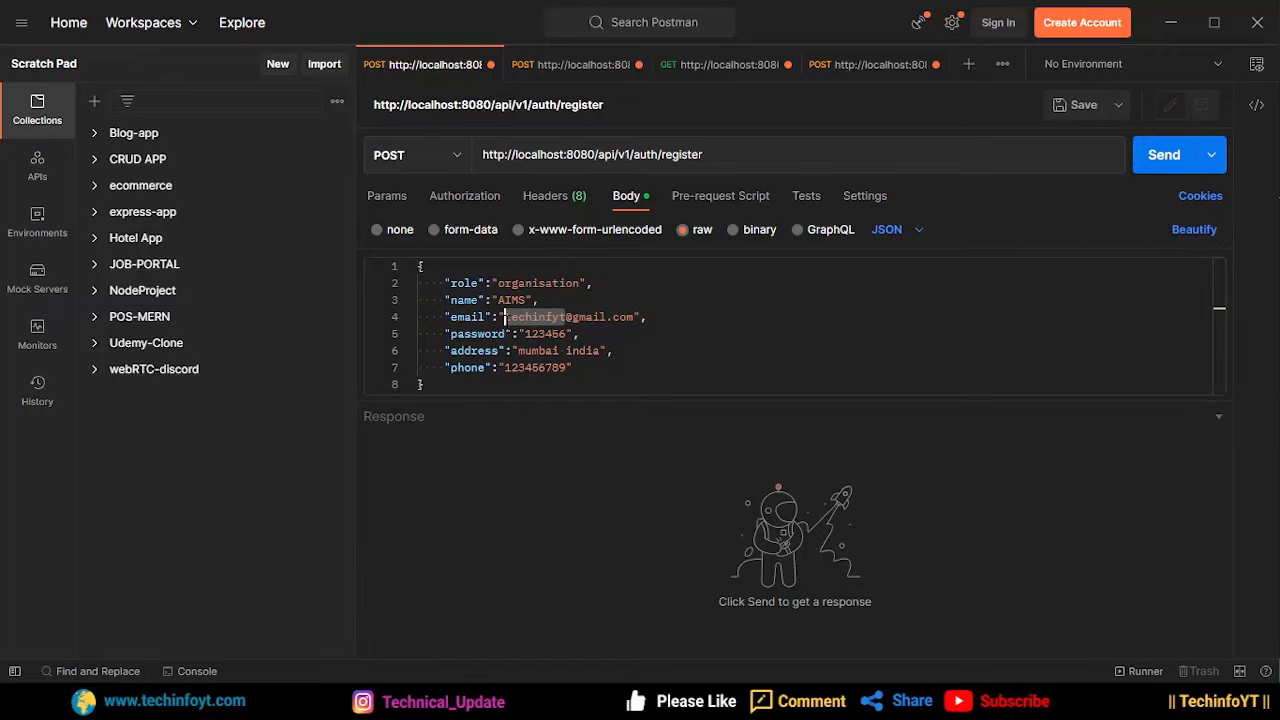 Home Workspaces Explore Search Postman Sign In Create Account
Scratch Pad New Import POST http://localhost:808 POST http://localhost:808 GET http://localhost:808 POST http://localhost:808 No Environment
Collections
APIs
Environments
Mock Servers
Monitors
History
Blog-app
CRUD APP
ecommerce
express-app
Hotel App
JOB-PORTAL
NodeProject
POS-MERN
Udemy-Clone
webRTC-discord
http://localhost:8080/api/v1/auth/register Save
POST http://localhost:8080/api/v1/auth/register Send
Params Authorization Headers (8) Body Pre-request Script Tests Settings Cookies
none form-data x-www-form-urlencoded raw binary GraphQL JSON Beautify
1 {
2 "role":"organisation",
3 "name":"AIMS",
4 "email":"techinfyt@gmail.com",
5 "password":"123456",
6 "address":"mumbai india",
7 "phone":"123456789"
8 }
Response
Click Send to get a response
Find and Replace Console Runner Trash
www.techinfoyt.com Technical_Update Please Like Comment Share Subscribe || TechinfoYT ||